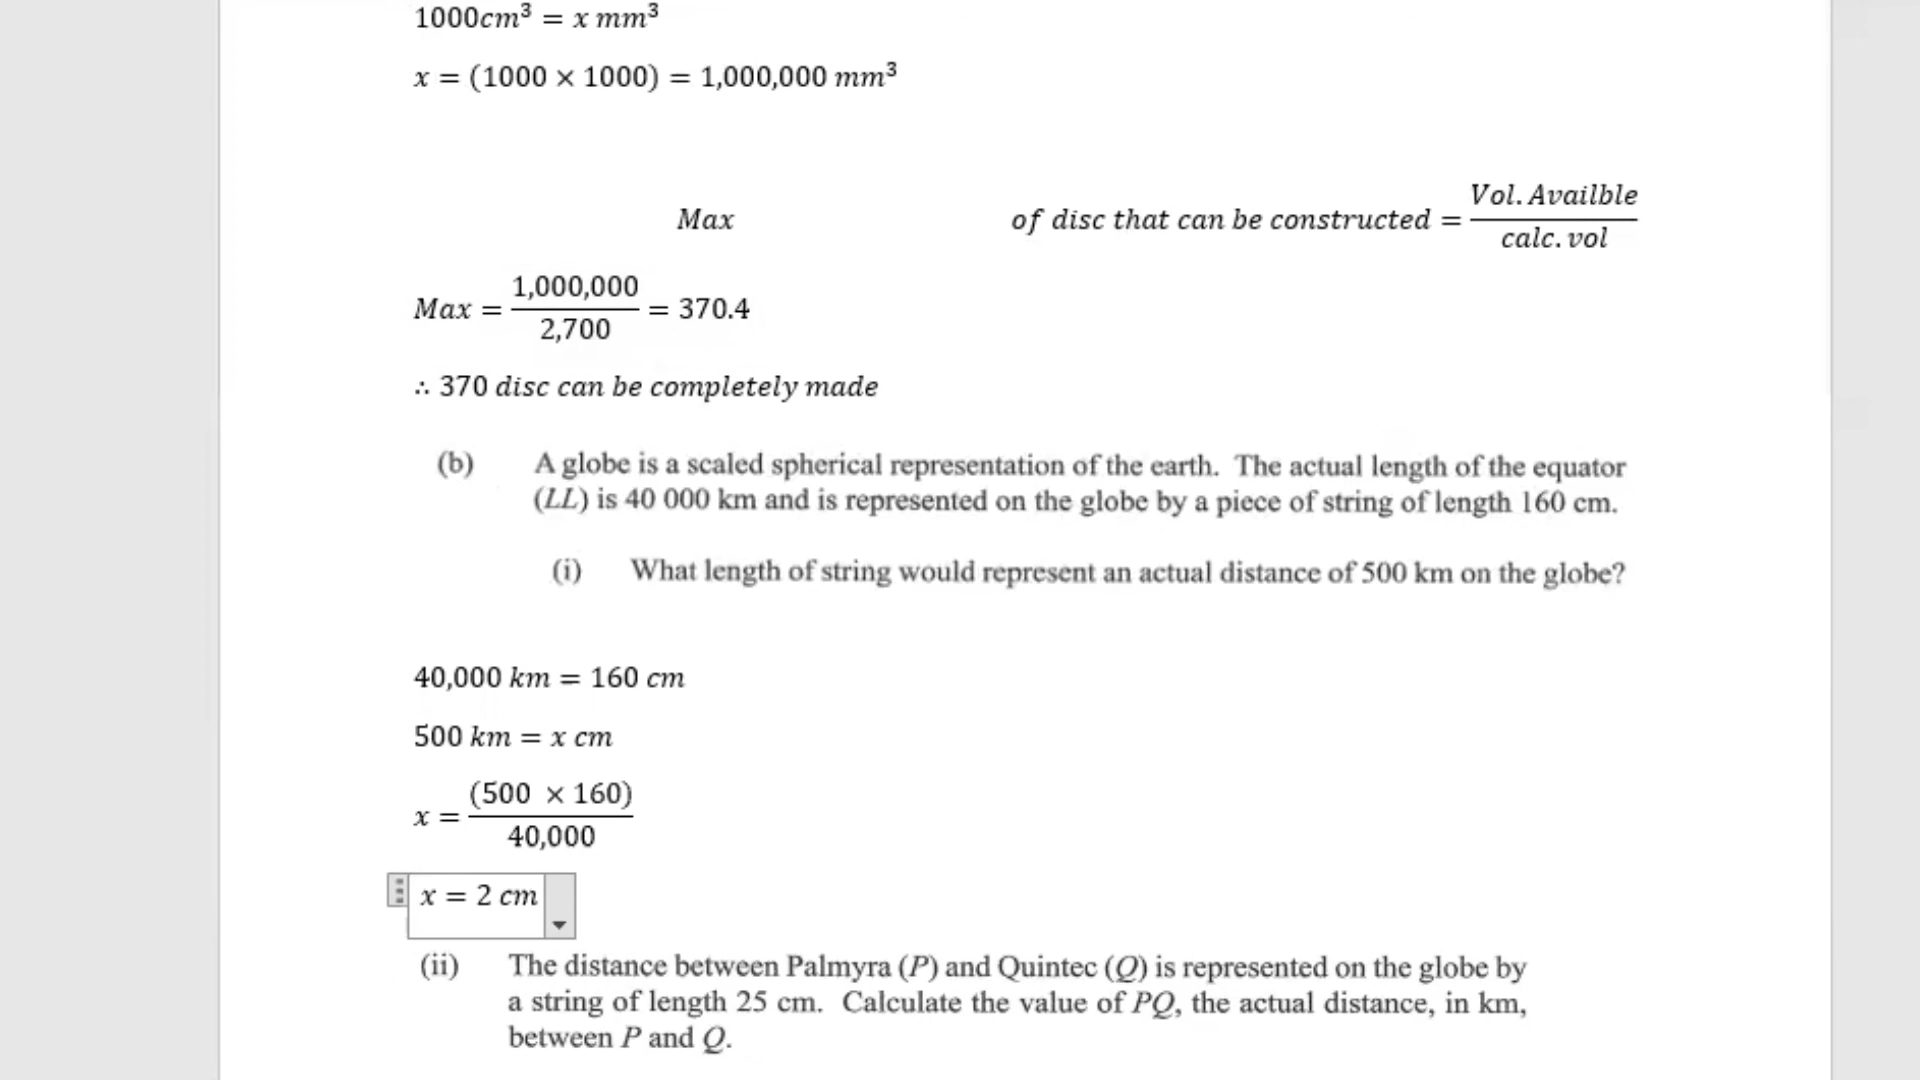 1000cm³ = x mm³
x = (1000 × 1000) = 1,000,000 mm³
Max of disc that can be constructed = Vol. Availble / calc. vol
Max = 1,000,000 / 2,700 = 370.4
∴ 370 disc can be completely made
(b) A globe is a scaled spherical representation of the earth. The actual length of the equator
(LL) is 40 000 km and is represented on the globe by a piece of string of length 160 cm.
(i) What length of string would represent an actual distance of 500 km on the globe?
40,000 km = 160 cm
500 km = x cm
x = (500 × 160) / 40,000
x = 2 cm
(ii) The distance between Palmyra (P) and Quintec (Q) is represented on the globe by
a string of length 25 cm. Calculate the value of PQ, the actual distance, in km,
between P and Q.